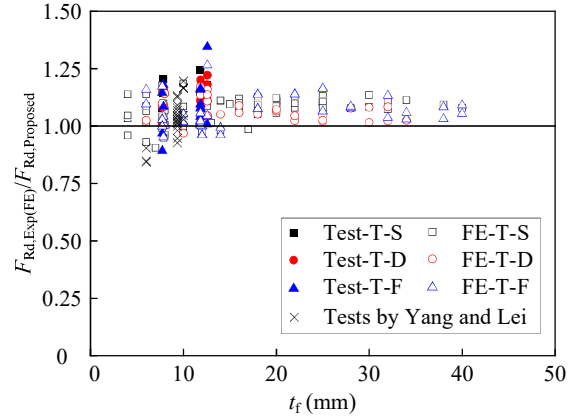 1.50
1.25
1.00
0.75
0.50
0.25
0
F_Rd,Exp(FE)/F_Rd,Proposed
Test-T-S FE-T-S
Test-T-D FE-T-D
Test-T-F FE-T-F
Tests by Yang and Lei
0 10 20 30 40 50
t_f (mm)